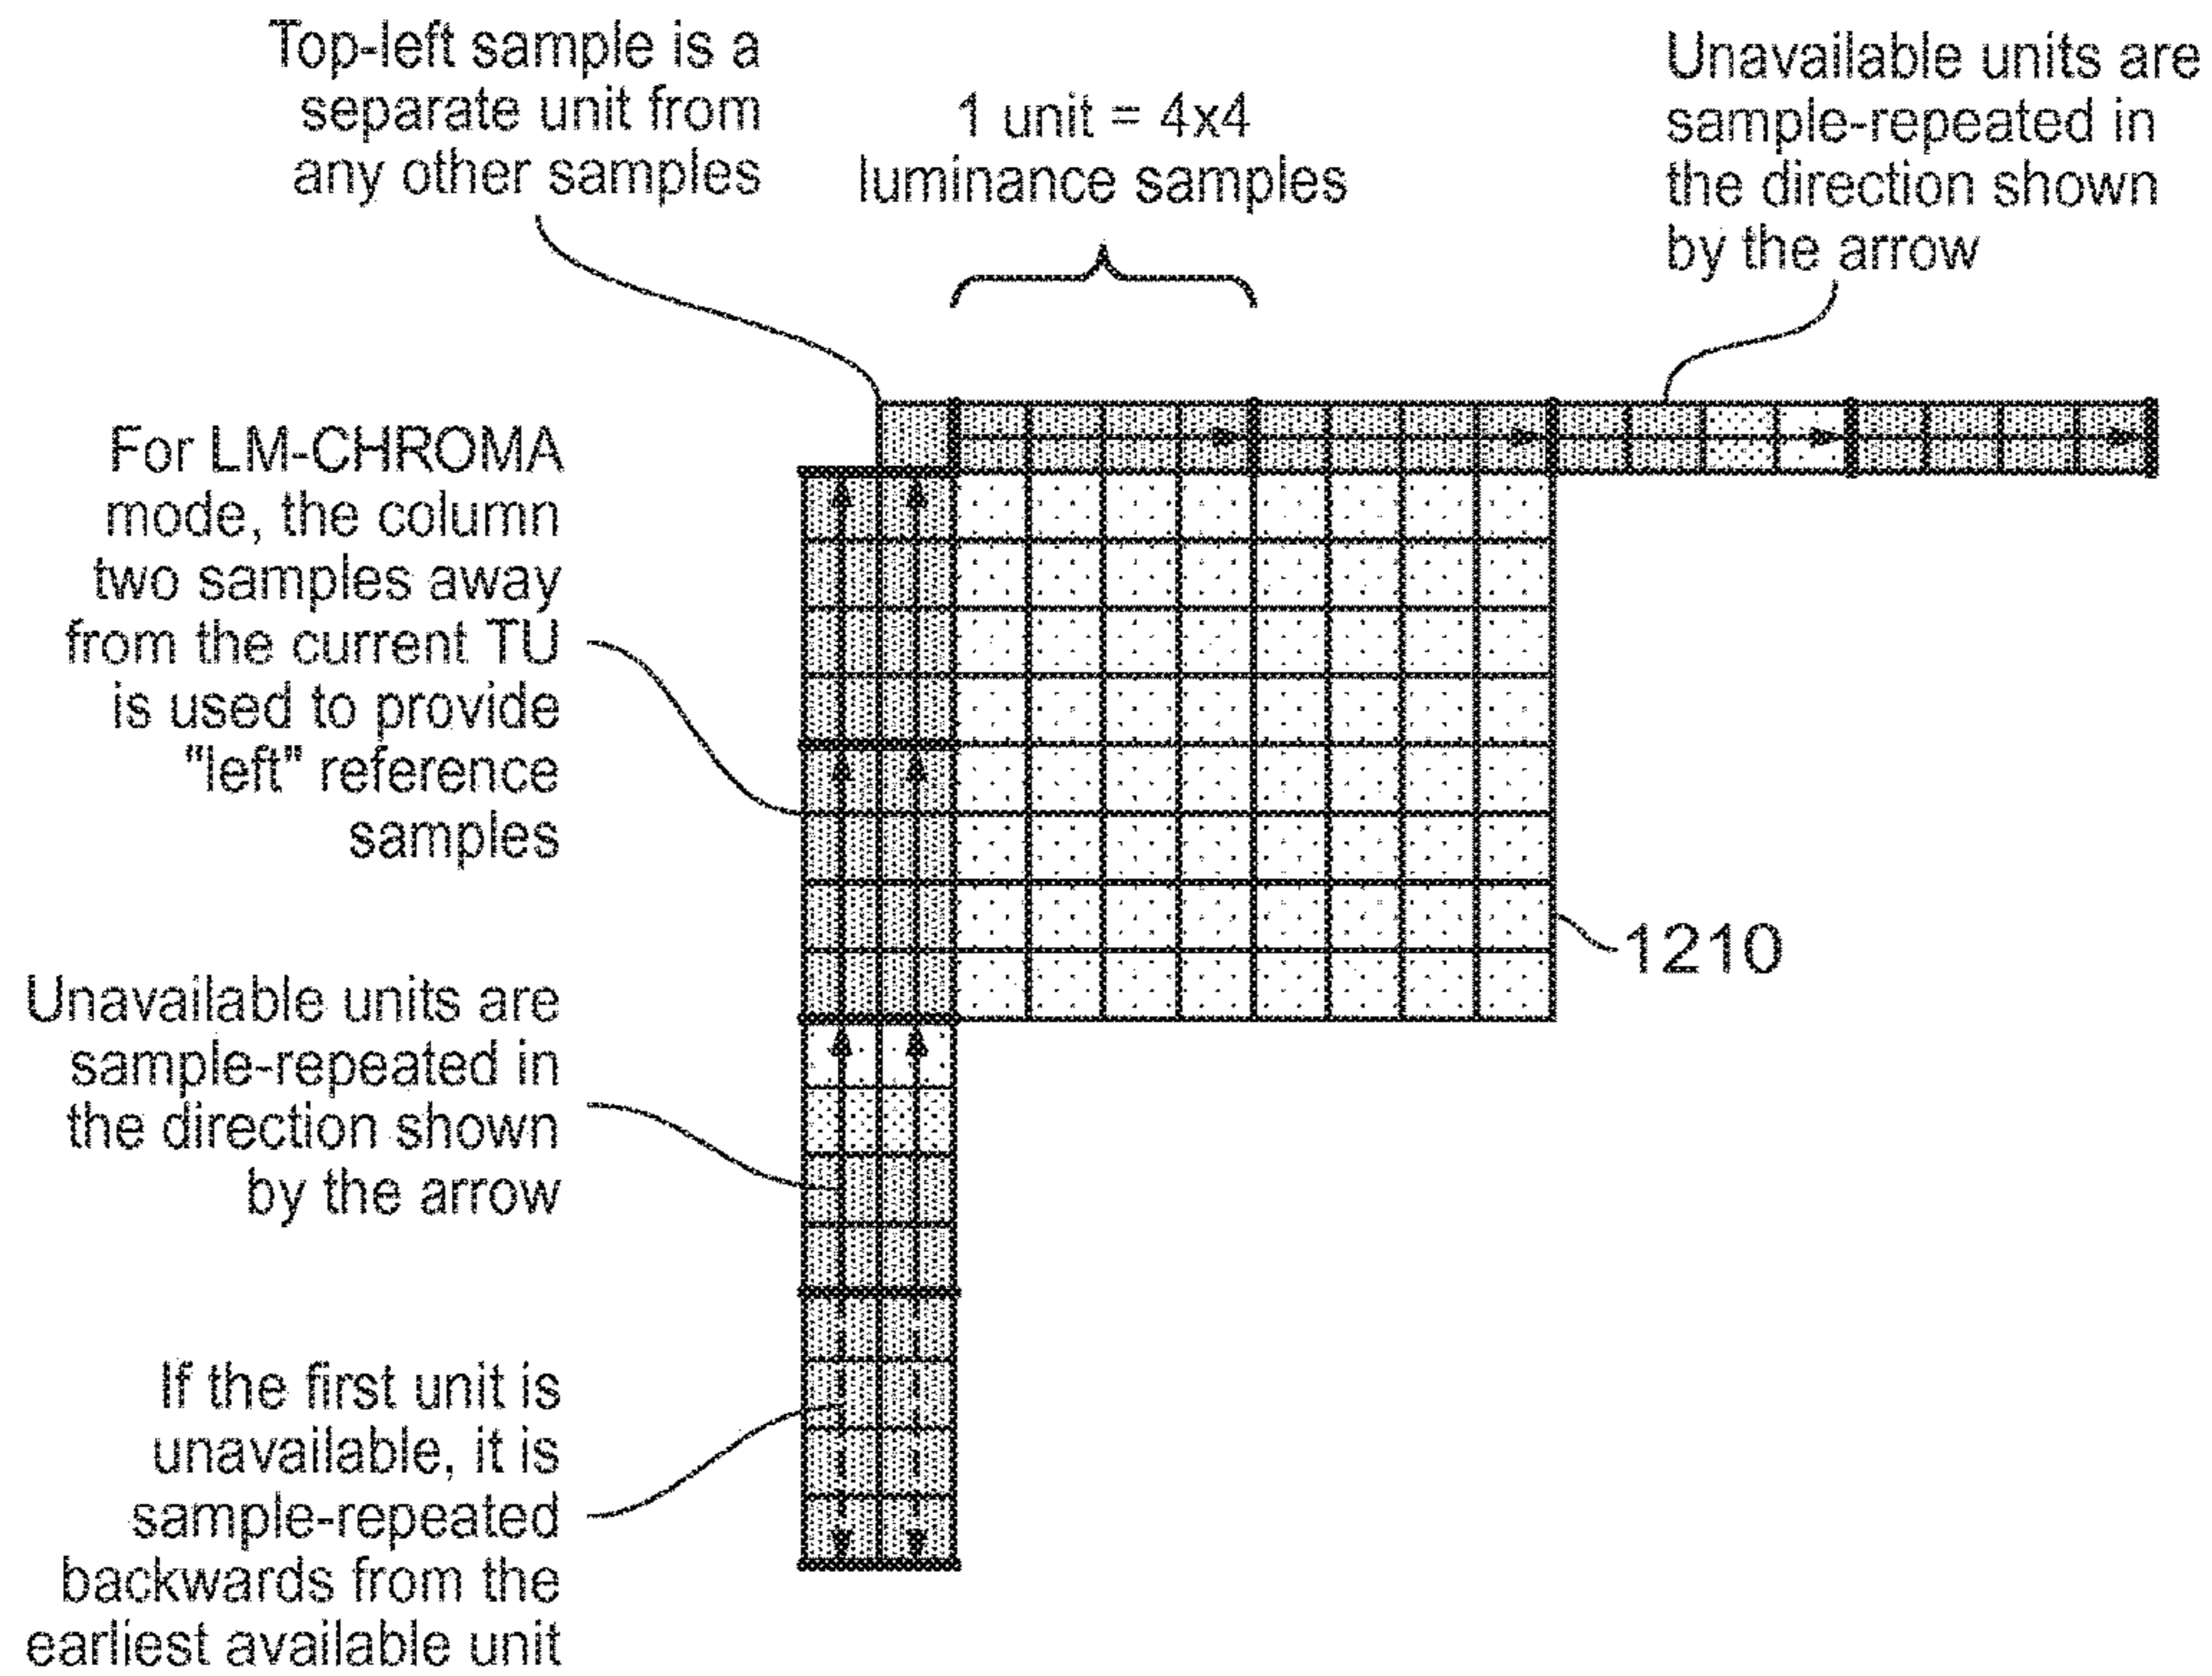 Top-left sample is a
separate unit from
any other samples
1 unit = 4x4
luminance samples
Unavailable units are
sample-repeated in
the direction shown
by the arrow
For LM-CHROMA
mode, the column
two samples away
from the current TU
is used to provide
"left" reference
samples
1210
Unavailable units are
sample-repeated in
the direction shown
by the arrow
If the first unit is
unavailable, it is
sample-repeated
backwards from the
earliest available unit